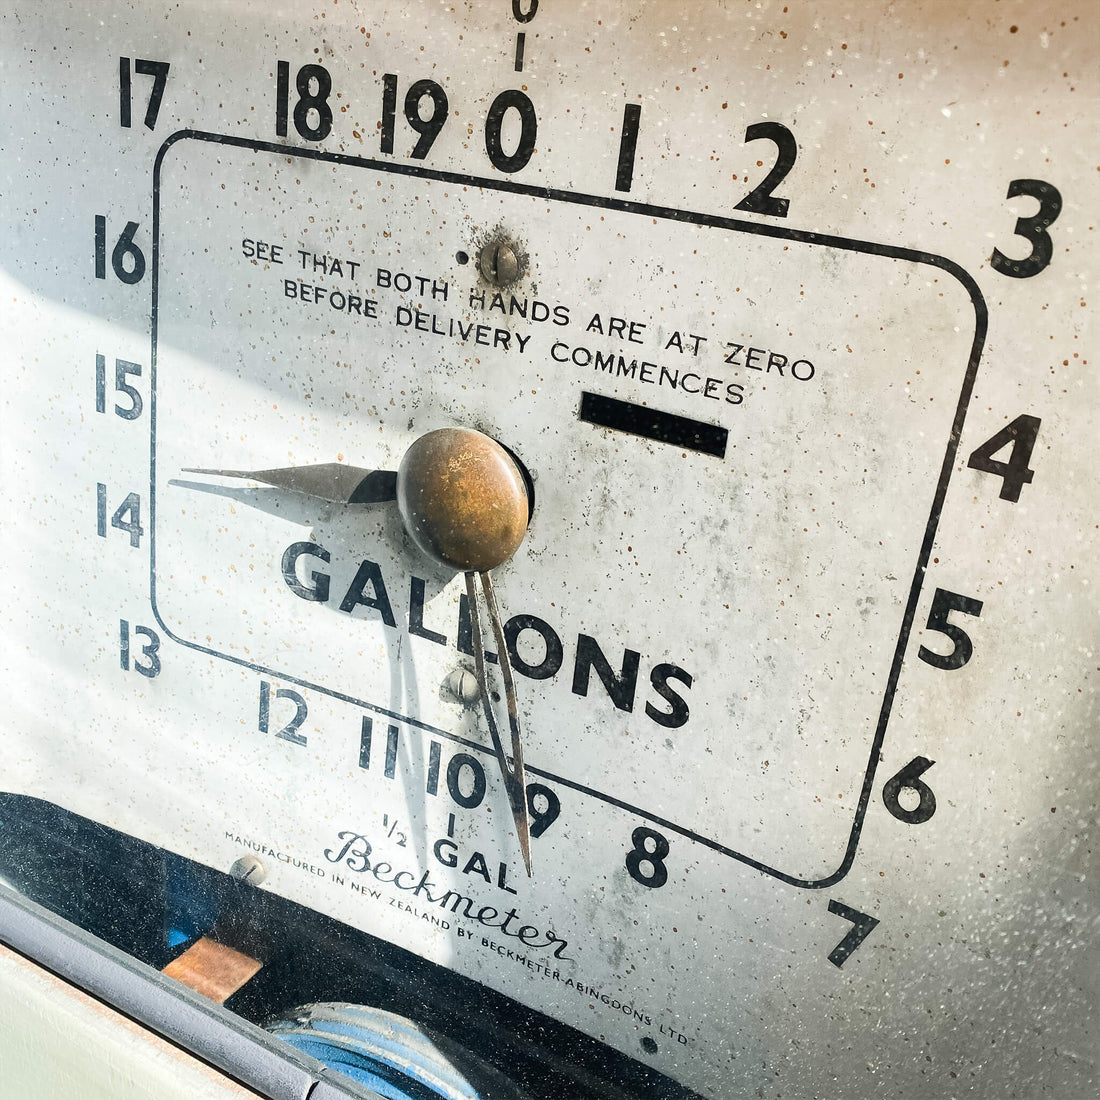 0
17 18 19 0 1 2 3
16
SEE THAT BOTH HANDS ARE AT ZERO
BEFORE DELIVERY COMMENCES
15
4
14
GALLONS
5
13
12 11 10 9 8 7 6
1/2 GAL
Beckmeter
MANUFACTURED IN NEW ZEALAND BY BECKMETER-ABINGDONS LTD